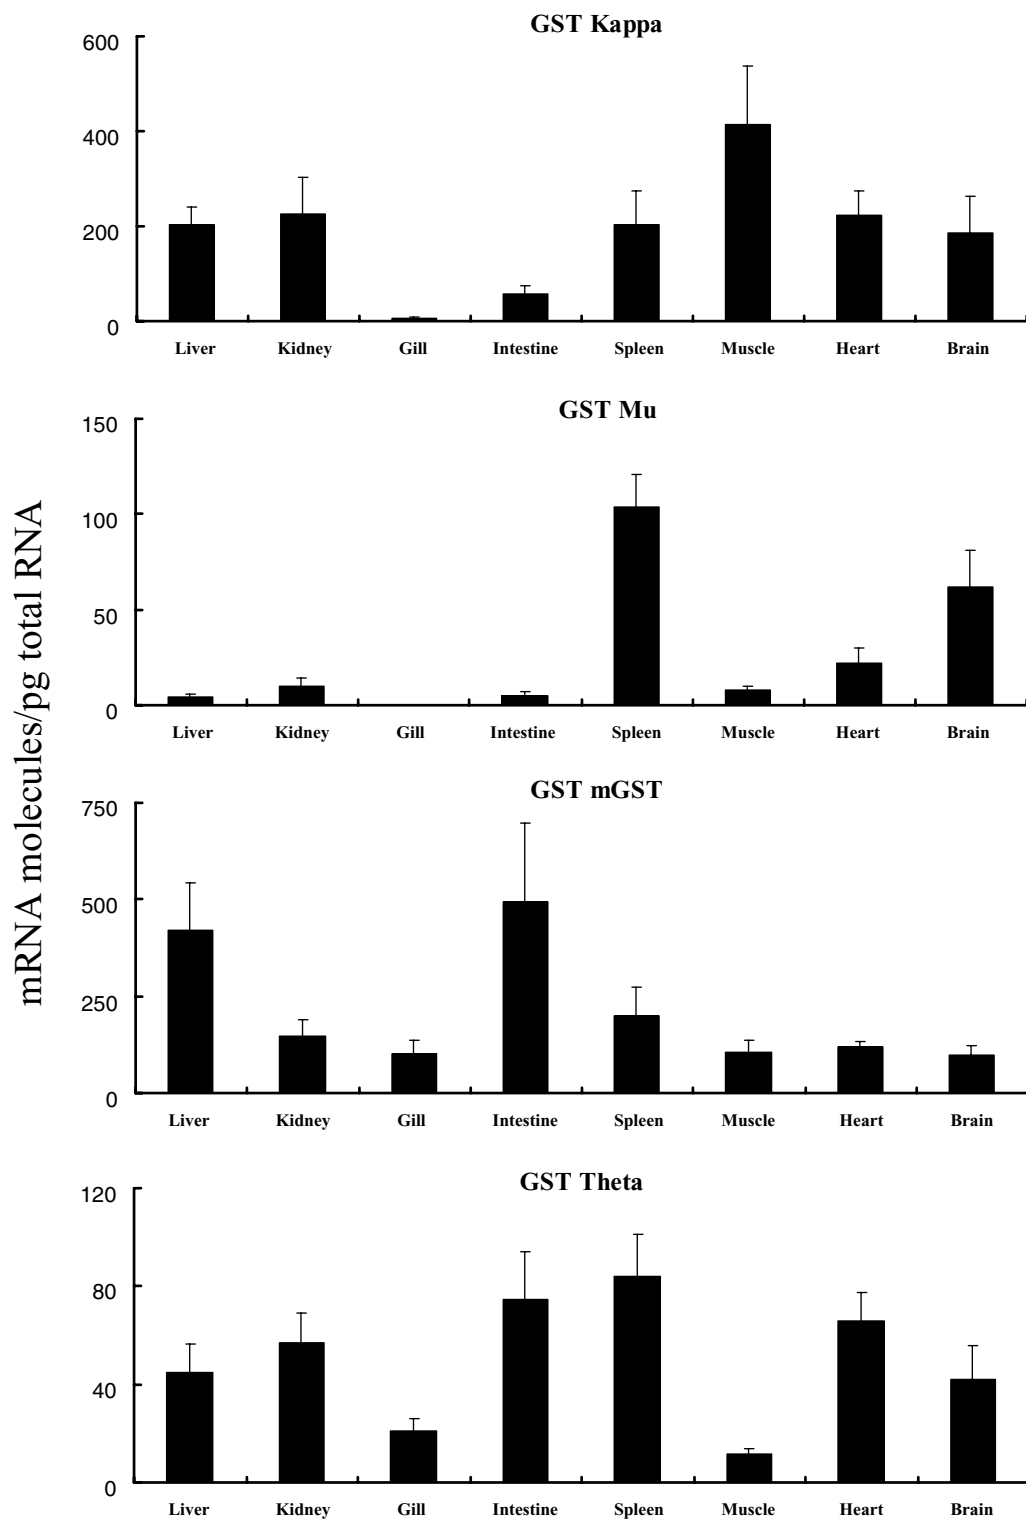 GST Kappa
600
400
200
0
Liver Kidney Gill Intestine Spleen Muscle Heart Brain
GST Mu
150
100
50
0
Liver Kidney Gill Intestine Spleen Muscle Heart Brain
mRNA molecules/pg total RNA
GST mGST
750
500
250
0
Liver Kidney Gill Intestine Spleen Muscle Heart Brain
GST Theta
120
80
40
0
Liver Kidney Gill Intestine Spleen Muscle Heart Brain